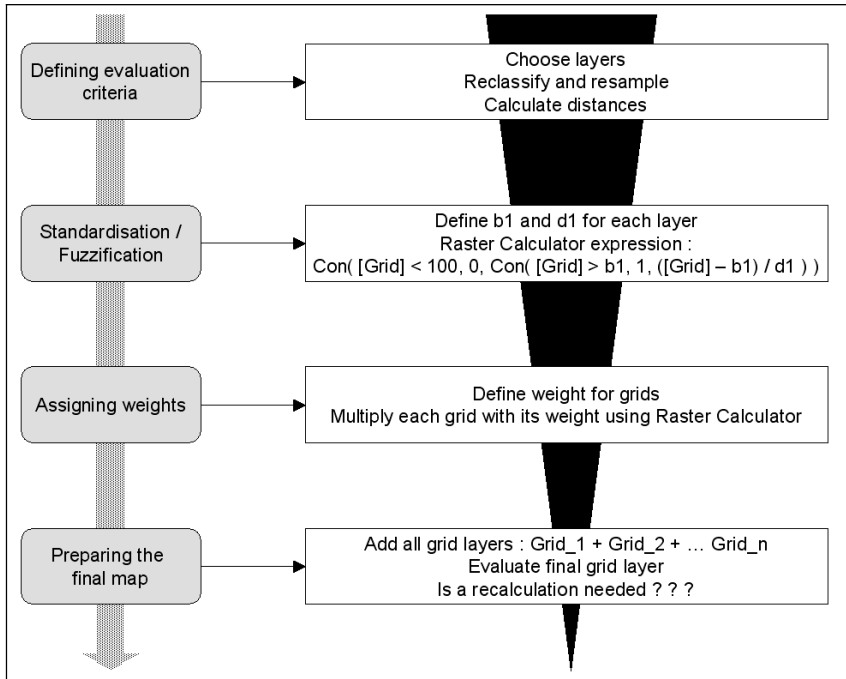 Defining evaluation
criteria
Choose layers
Reclassify and resample
Calculate distances
Standardisation /
Fuzzification
Define b1 and d1 for each layer
Raster Calculator expression :
Con( [Grid] < 100, 0, Con( [Grid] > b1, 1, ([Grid] – b1) / d1 ) )
Assigning weights
Define weight for grids
Multiply each grid with its weight using Raster Calculator
Preparing the
final map
Add all grid layers : Grid_1 + Grid_2 + … Grid_n
Evaluate final grid layer
Is a recalculation needed ? ? ?